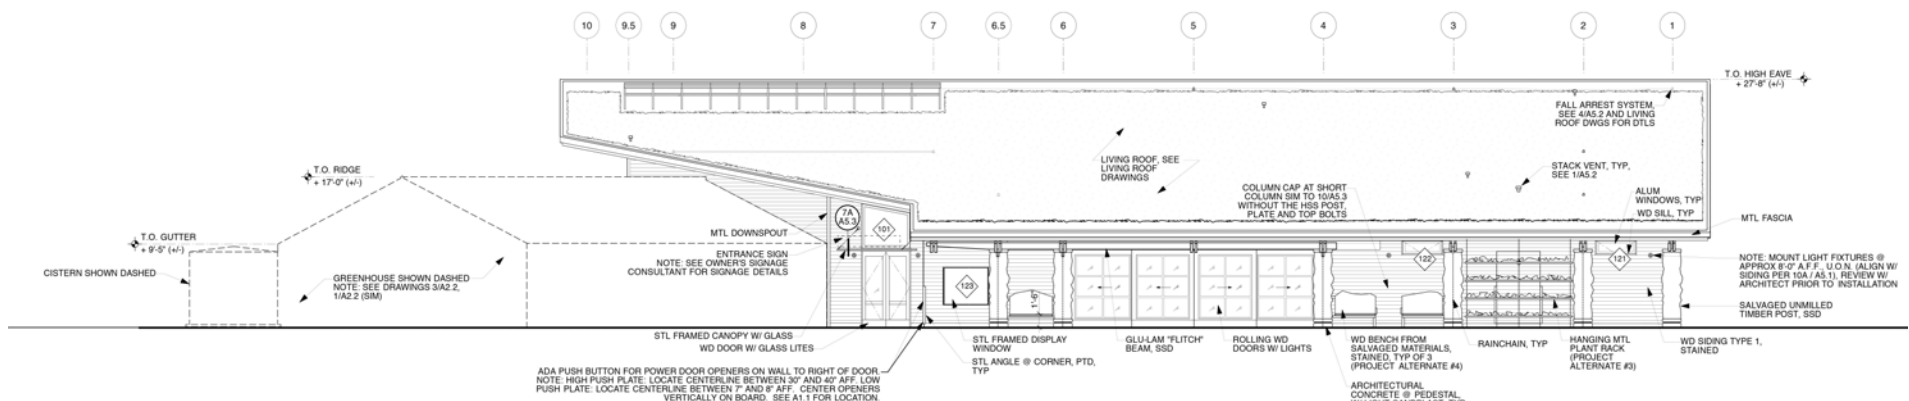 10 9.5 9 8 7 6.5 6 5 4 3 2 1
T.O. HIGH EAVE
+ 27'-8" (+/-)
FALL ARREST SYSTEM,
SEE 4/A5.2 AND LIVING
ROOF DWGS FOR DTLS
LIVING ROOF, SEE
LIVING ROOF
DRAWINGS
STACK VENT, TYP,
SEE 1/A5.2
T.O. RIDGE
+ 17'-0" (+/-)
COLUMN CAP AT SHORT
COLUMN SIM TO 10/A5.3
WITHOUT THE HSS POST,
PLATE AND TOP BOLTS
ALUM
WINDOWS, TYP
WD SILL, TYP
MTL FASCIA
7A
A5.3
101
MTL DOWNSPOUT
T.O. GUTTER
+ 9'-5" (+/-)
ENTRANCE SIGN
NOTE: SEE OWNER'S SIGNAGE
CONSULTANT FOR SIGNAGE DETAILS
CISTERN SHOWN DASHED
GREENHOUSE SHOWN DASHED
NOTE: SEE DRAWINGS 3/A2.2,
1/A2.2 (SIM)
123
1'-6"
122
121
NOTE: MOUNT LIGHT FIXTURES @
APPROX 8'-0" A.F.F., U.O.N. (ALIGN W/
SIDING PER 10A / A5.1), REVIEW W/
ARCHITECT PRIOR TO INSTALLATION
SALVAGED UNMILLED
TIMBER POST, SSD
STL FRAMED CANOPY W/ GLASS
WD DOOR W/ GLASS LITES
STL FRAMED DISPLAY
WINDOW
STL ANGLE @ CORNER, PTD,
TYP
GLU-LAM "FLITCH"
BEAM, SSD
ROLLING WD
DOORS W/ LIGHTS
WD BENCH FROM
SALVAGED MATERIALS,
STAINED, TYP OF 3
(PROJECT ALTERNATE #4)
RAINCHAIN, TYP
HANGING MTL
PLANT RACK
(PROJECT
ALTERNATE #3)
WD SIDING TYPE 1,
STAINED
ADA PUSH BUTTON FOR POWER DOOR OPENERS ON WALL TO RIGHT OF DOOR.
NOTE: HIGH PUSH PLATE: LOCATE CENTERLINE BETWEEN 30" AND 40" AFF. LOW
PUSH PLATE: LOCATE CENTERLINE BETWEEN 7" AND 8" AFF. CENTER OPENERS
VERTICALLY ON BOARD. SEE A1.1 FOR LOCATION.
ARCHITECTURAL
CONCRETE @ PEDESTAL,